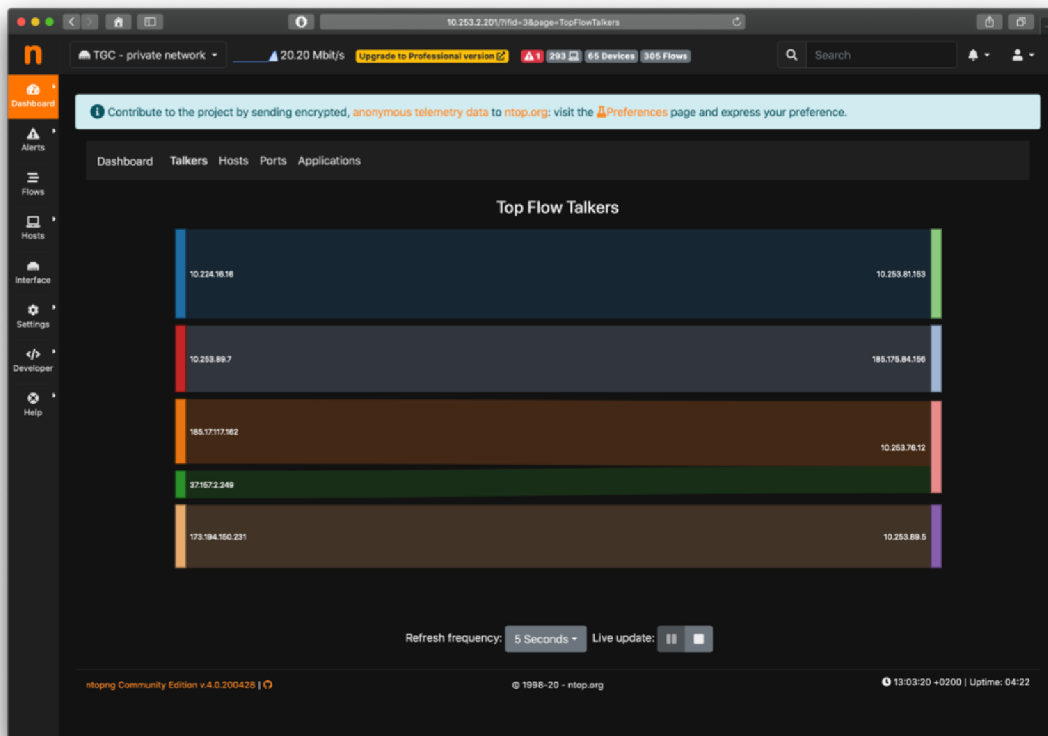 10.253.2.201/?ifid=3&page=TopFlowTalkers
n
TGC - private network
20.20 Mbit/s
Upgrade to Professional version
1
293
65 Devices
305 Flows
Search
Dashboard
Alerts
Flows
Hosts
Interface
Settings
Developer
Help
Contribute to the project by sending encrypted, anonymous telemetry data to ntop.org: visit the Preferences page and express your preference.
Dashboard Talkers Hosts Ports Applications
Top Flow Talkers
10.224.16.16
10.253.81.153
10.253.89.7
185.175.84.156
185.17.117.162
10.253.76.12
37.157.2.249
173.194.150.231
10.253.89.5
Refresh frequency: 5 Seconds Live update:
ntopng Community Edition v.4.0.200428 |
© 1998-20 - ntop.org
13:03:20 +0200 | Uptime: 04:22